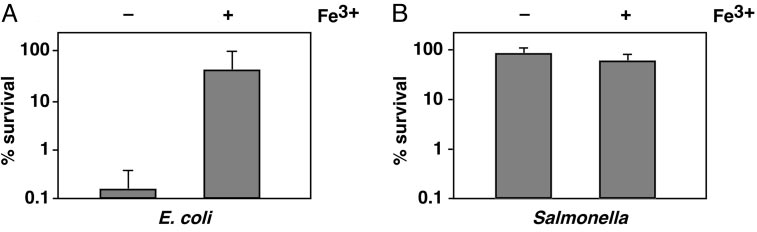 A − + Fe3+
100
10
1
0.1
% survival
E. coli
B − + Fe3+
100
10
1
0.1
% survival
Salmonella